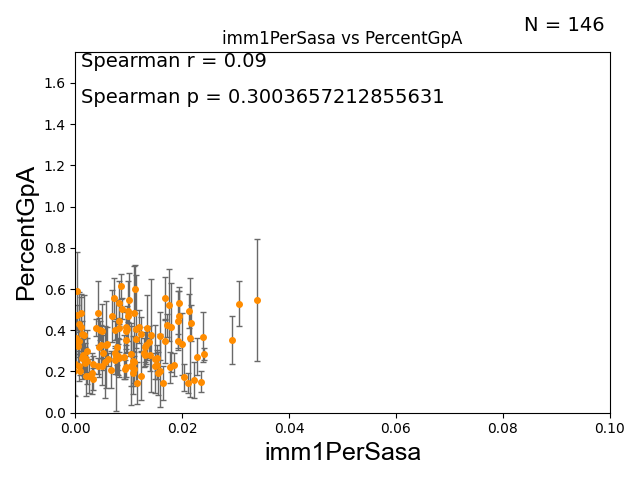 N = 146
imm1PerSasa vs PercentGpA
Spearman r = 0.09
Spearman p = 0.3003657212855631
PercentGpA
1.6
1.4
1.2
1.0
0.8
0.6
0.4
0.2
0.0
0.00 0.02 0.04 0.06 0.08 0.10
imm1PerSasa